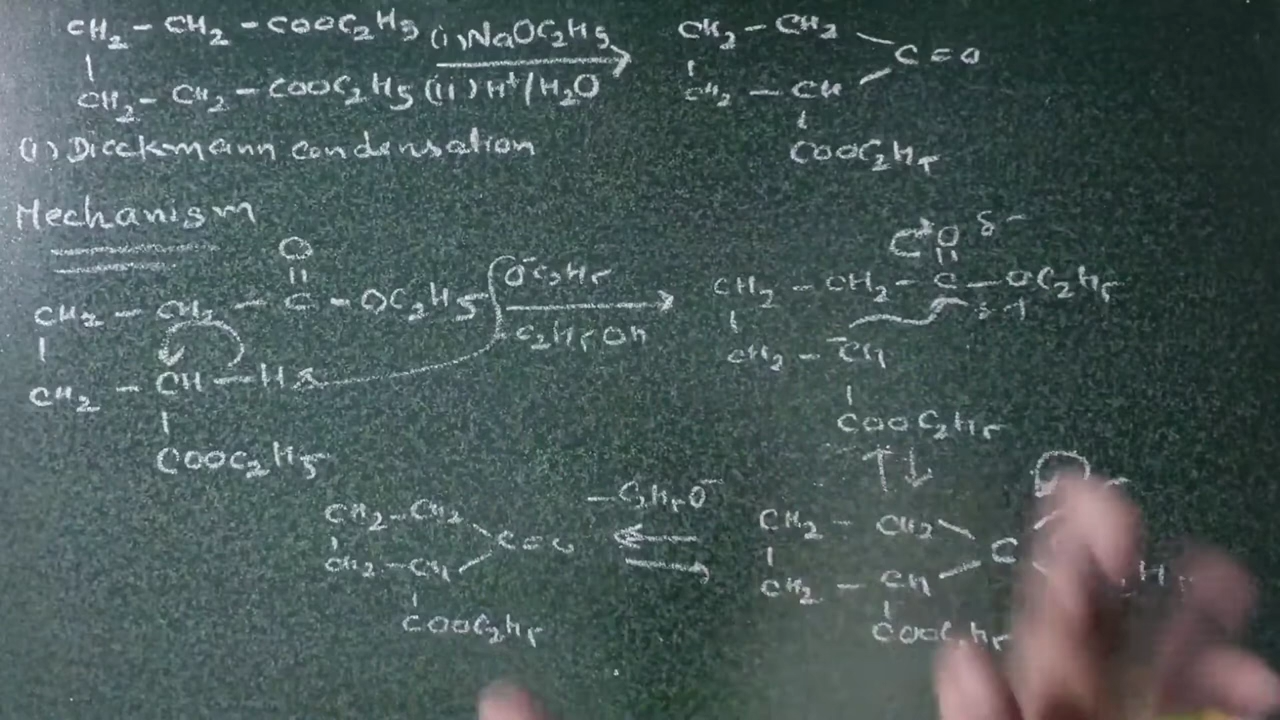 CH2 - CH2 - COOC2H5 (i) NaOC2H5 CH2 - CH2
C = O
CH2 - CH2 - COOC2H5 (ii) H+/H2O CH2 - CH
COOC2H5
(i) Dieckmann condensation
Mechanism
O O δ-
CH2 - CH2 - C - OC2H5 O-C2H5 CH2 - CH2 - C - OC2H5
C2H5OH δ+
CH2 - CH - H CH2 - -CH
COOC2H5 COOC2H5
CH2 - CH2 - C2H5O- CH2 - CH2
C = O C
CH2 - CH CH2 - CH
COOC2H5 COOC2H5